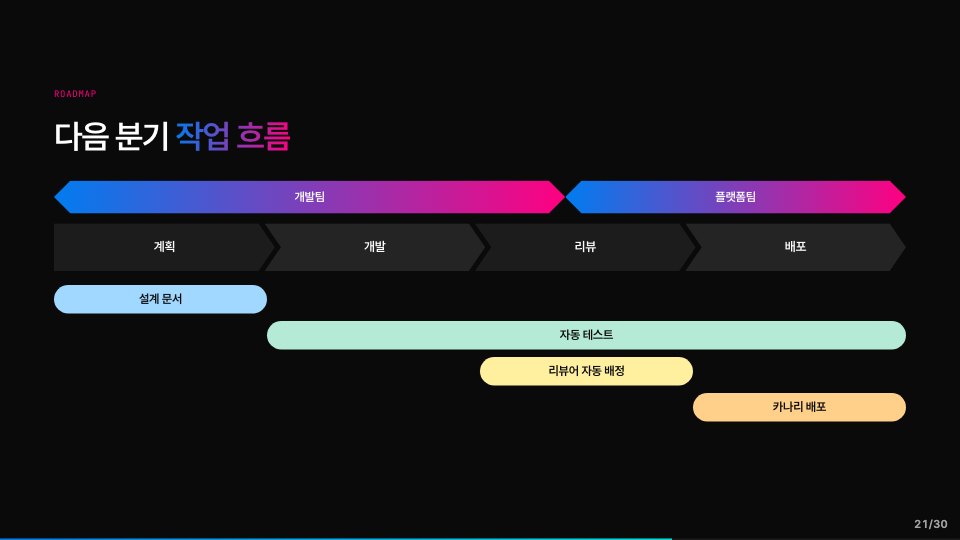 ROADMAP
다음 분기 작업 흐름
개발팀
플랫폼팀
계획
개발
리뷰
배포
설계 문서
자동 테스트
리뷰어 자동 배정
카나리 배포
21/30